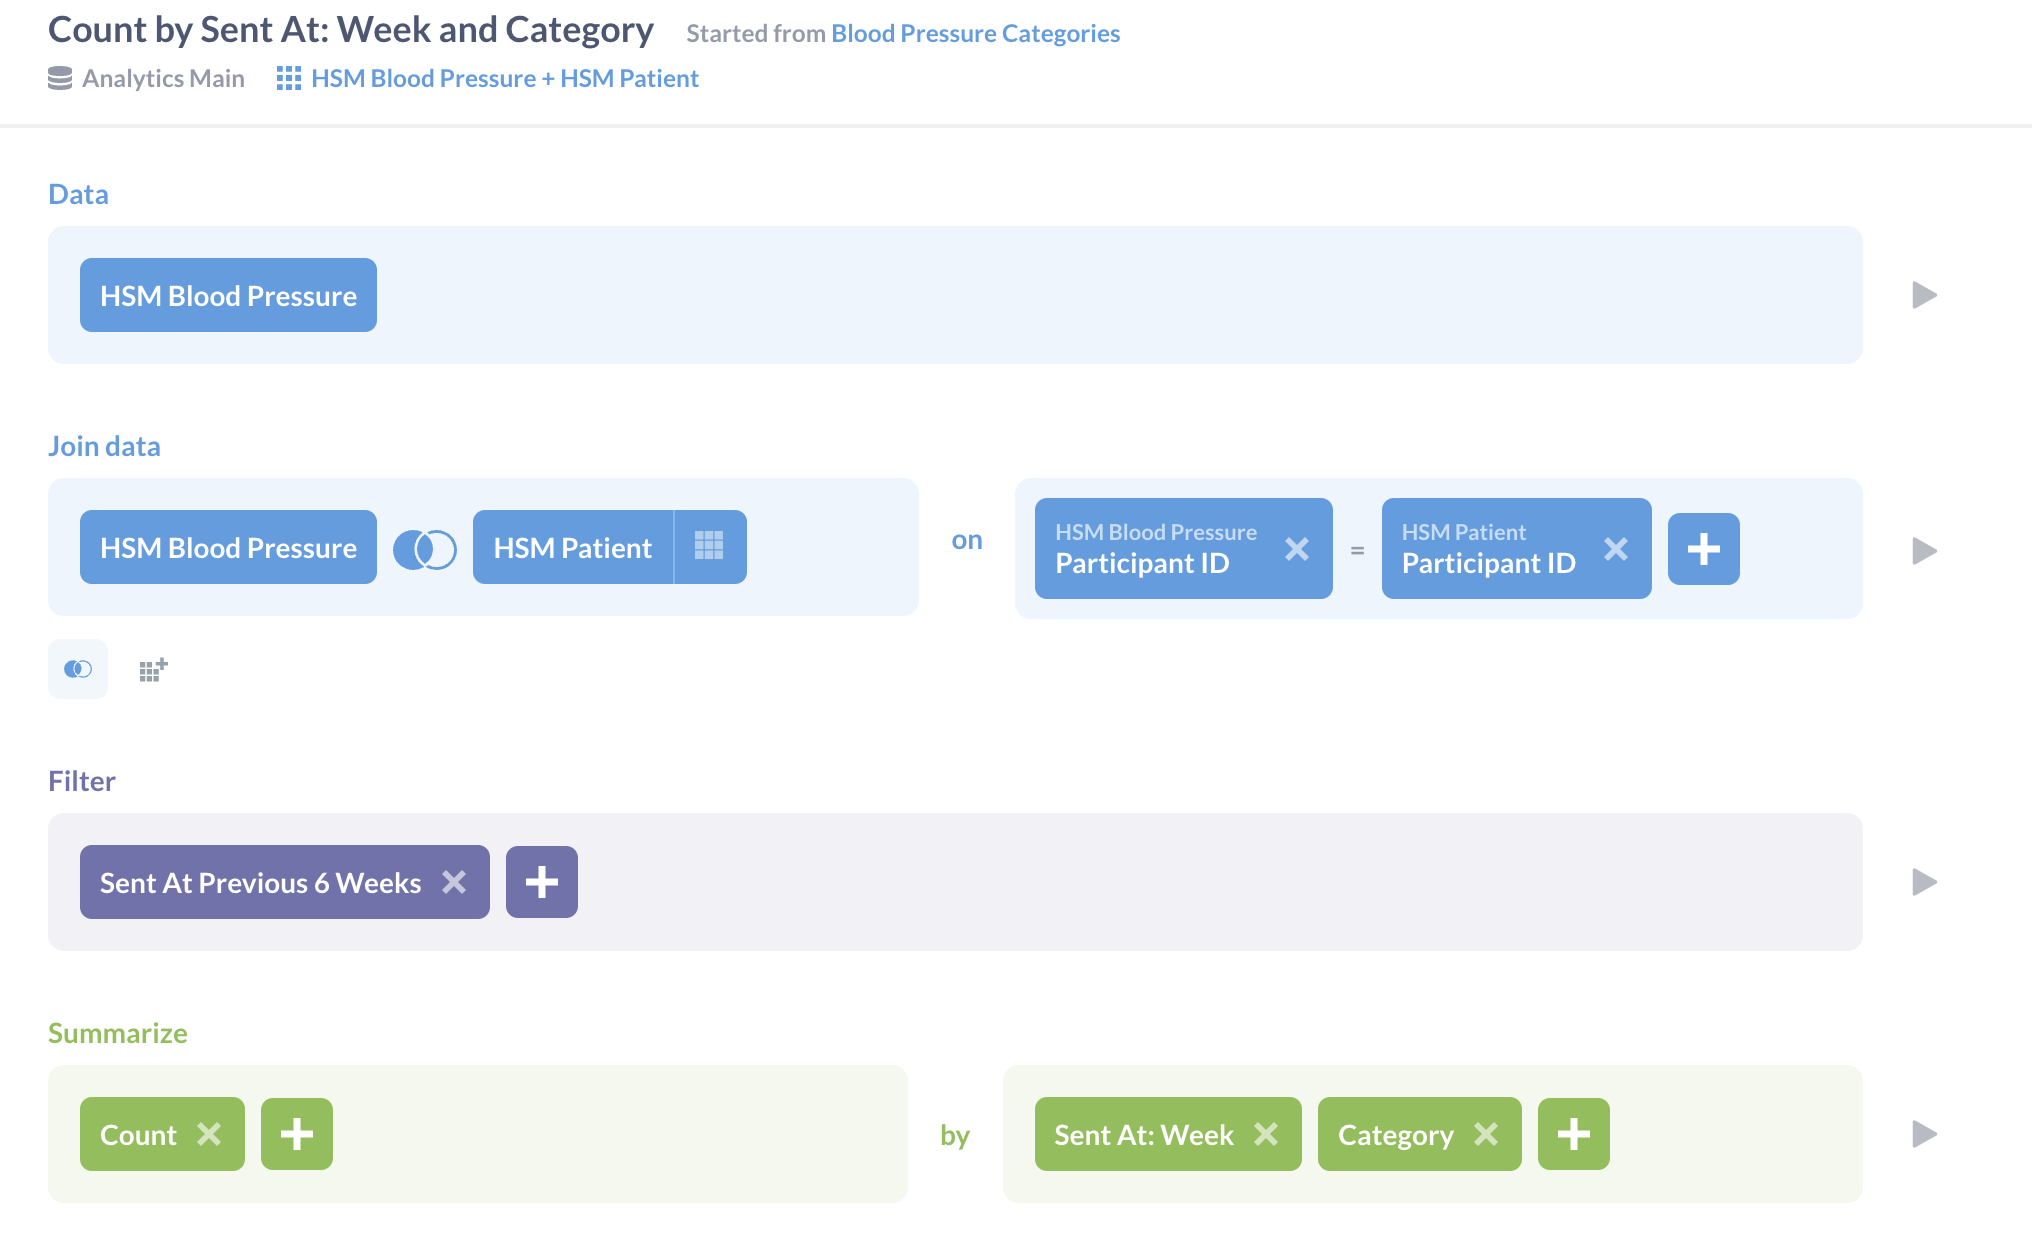 Count by Sent At: Week and Category Started from Blood Pressure Categories
Analytics Main HSM Blood Pressure + HSM Patient
Data
HSM Blood Pressure
Join data
HSM Blood Pressure HSM Patient on HSM Blood Pressure Participant ID = HSM Patient Participant ID
Filter
Sent At Previous 6 Weeks
Summarize
Count by Sent At: Week Category